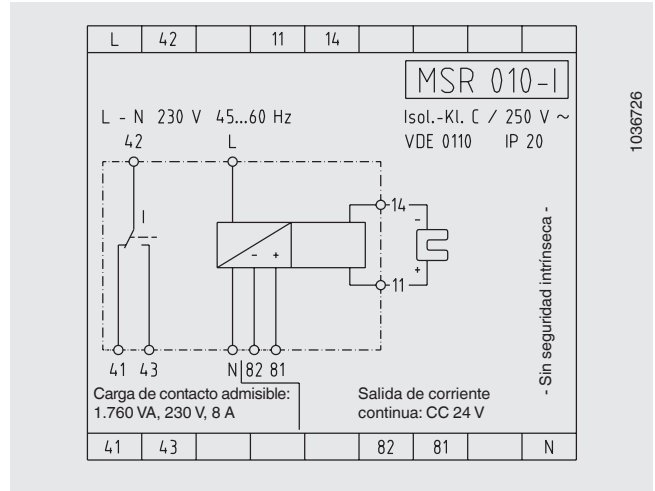 L 42 11 14
MSR 010-I
L - N 230 V 45...60 Hz
Isol.-Kl. C / 250 V ~
VDE 0110 IP 20
42 L
I
14
-
- +
+
11
41 43 N 82 81
Carga de contacto admisible:
1.760 VA, 230 V, 8 A
Salida de corriente
continua: CC 24 V
- Sin seguridad intrínseca -
41 43 82 81 N
1036726